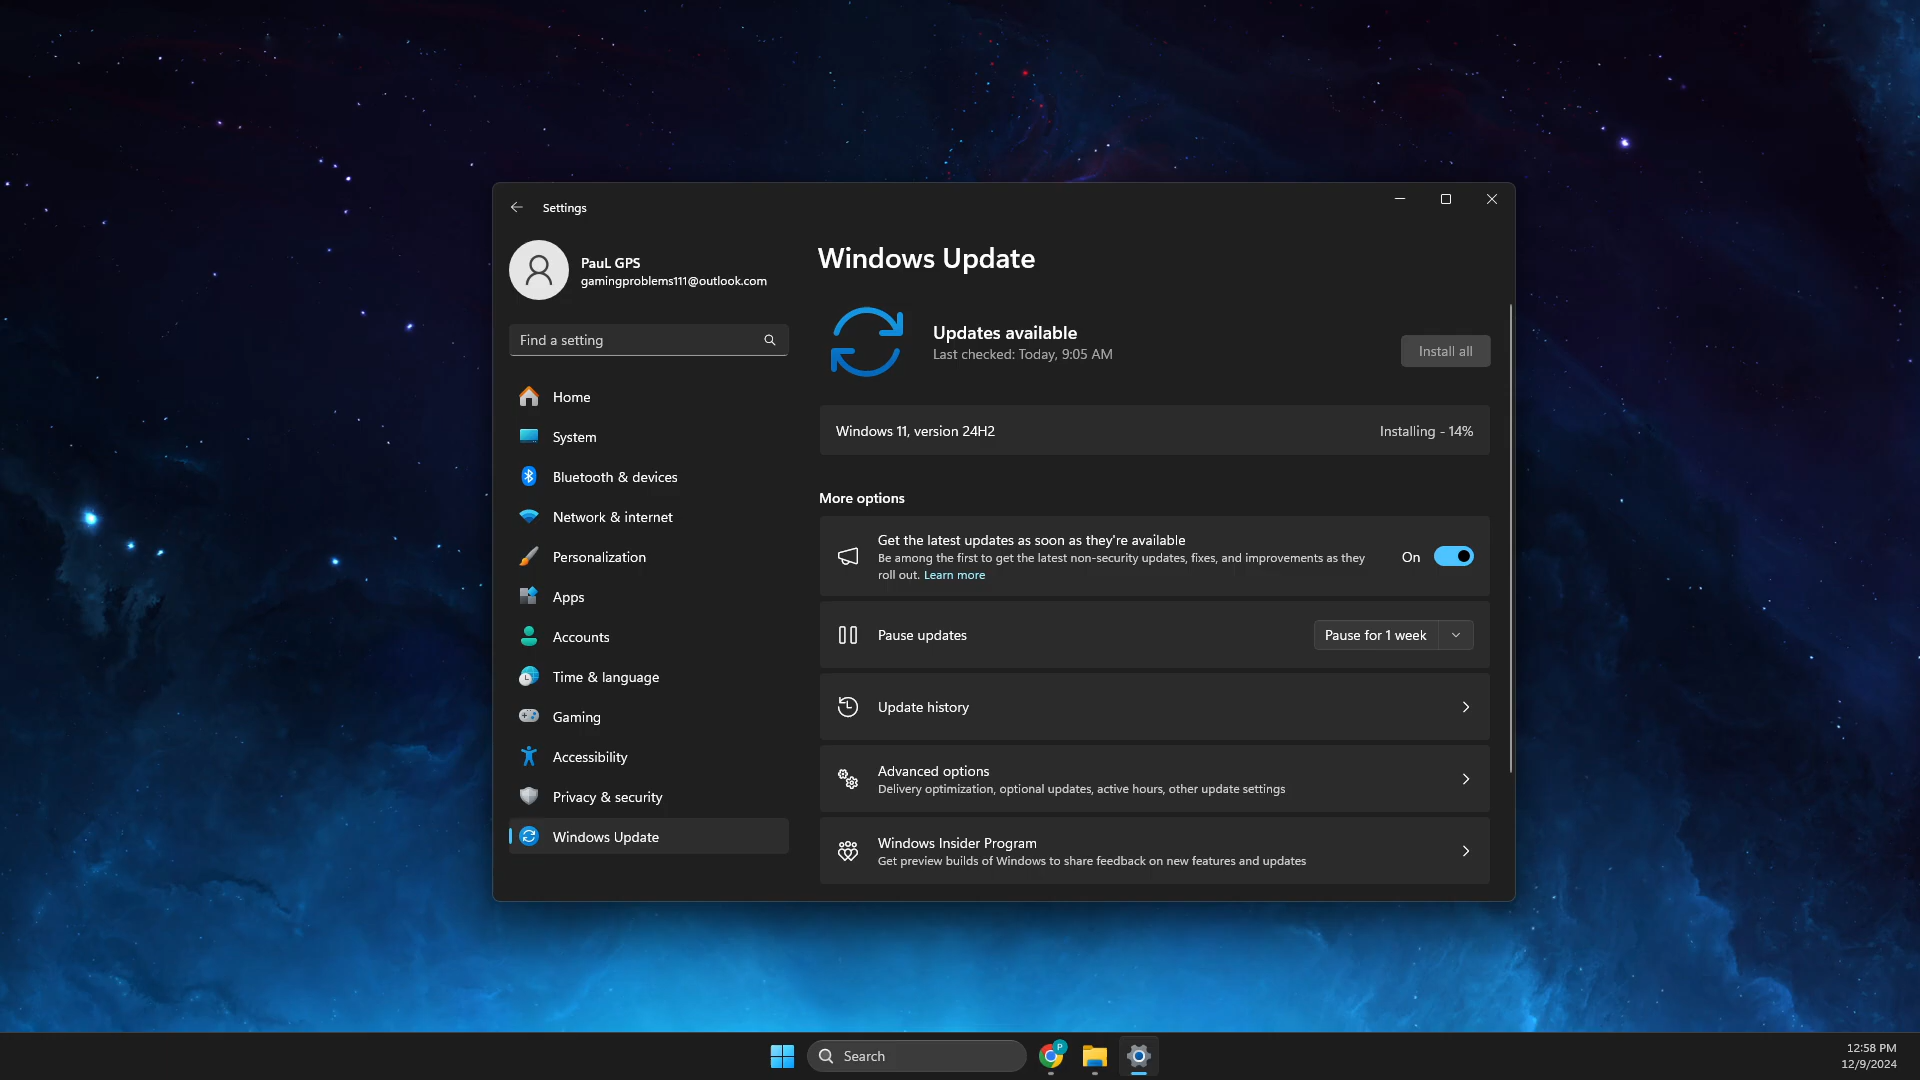 Settings
PauL GPS
gamingproblems111@outlook.com
Find a setting
Home
System
Bluetooth & devices
Network & internet
Personalization
Apps
Accounts
Time & language
Gaming
Accessibility
Privacy & security
Windows Update
Windows Update
Updates available
Last checked: Today, 9:05 AM
Install all
Windows 11, version 24H2
Installing - 14%
More options
Get the latest updates as soon as they're available
Be among the first to get the latest non-security updates, fixes, and improvements as they
roll out. Learn more
On
Pause updates
Pause for 1 week
Update history
Advanced options
Delivery optimization, optional updates, active hours, other update settings
Windows Insider Program
Get preview builds of Windows to share feedback on new features and updates
Search
P
12:58 PM
12/9/2024